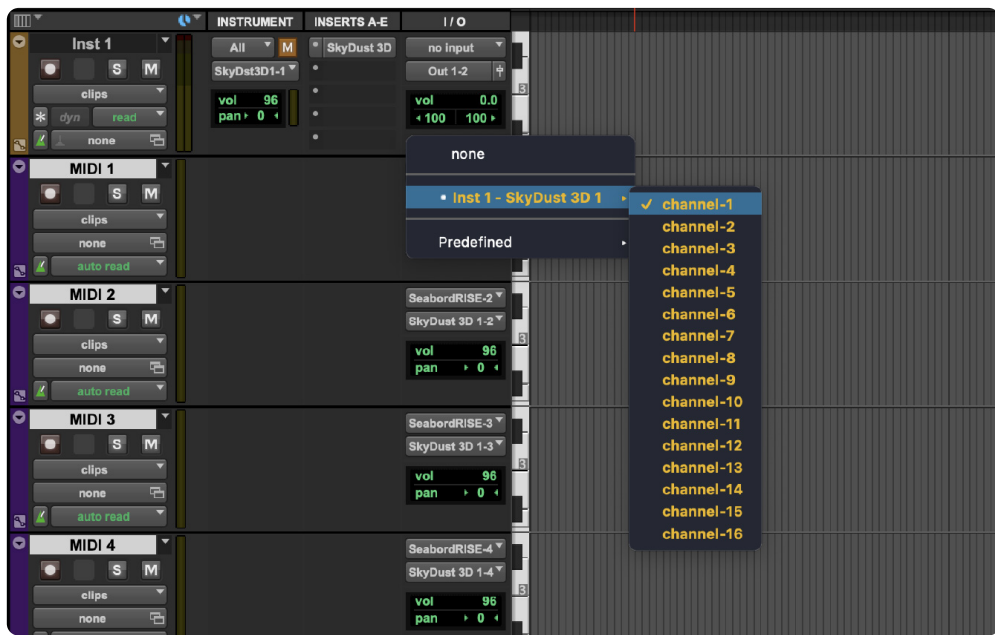 INSTRUMENT INSERTS A-E I / O
Inst 1
All M SkyDust 3D no input
S M SkyDst3D1-1 Out 1-2
clips vol 96 vol 0.0
dyn read pan 0 100 100
none
3
none
MIDI 1
S M Inst 1 - SkyDust 3D 1 channel-1
clips channel-2
none Predefined channel-3
auto read channel-4
MIDI 2 SeabordRISE-2 channel-5
S M SkyDust 3D 1-2 channel-6
clips vol 96 channel-7
none pan 0 channel-8
auto read channel-9
3
channel-10
MIDI 3 SeabordRISE-3 channel-11
S M SkyDust 3D 1-3 channel-12
clips vol 96 channel-13
none pan 0 channel-14
auto read channel-15
3
channel-16
MIDI 4 SeabordRISE-4
S M SkyDust 3D 1-4
clips vol 96
none pan 0
3